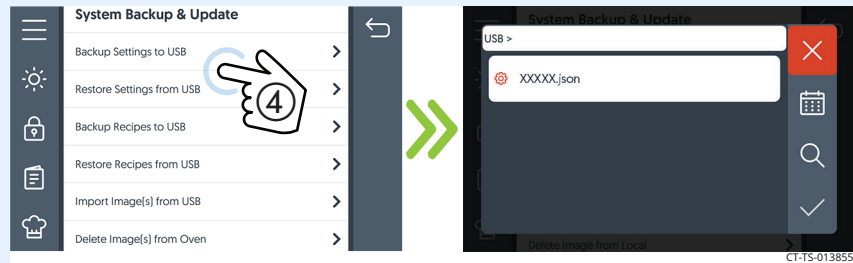 System Backup & Update
Backup Settings to USB
Restore Settings from USB
4
Backup Recipes to USB
Restore Recipes from USB
Import Image(s) from USB
Delete Image(s) from Oven
System Backup & Update
USB >
XXXXX.json
Delete Image from Local
CT-TS-013855